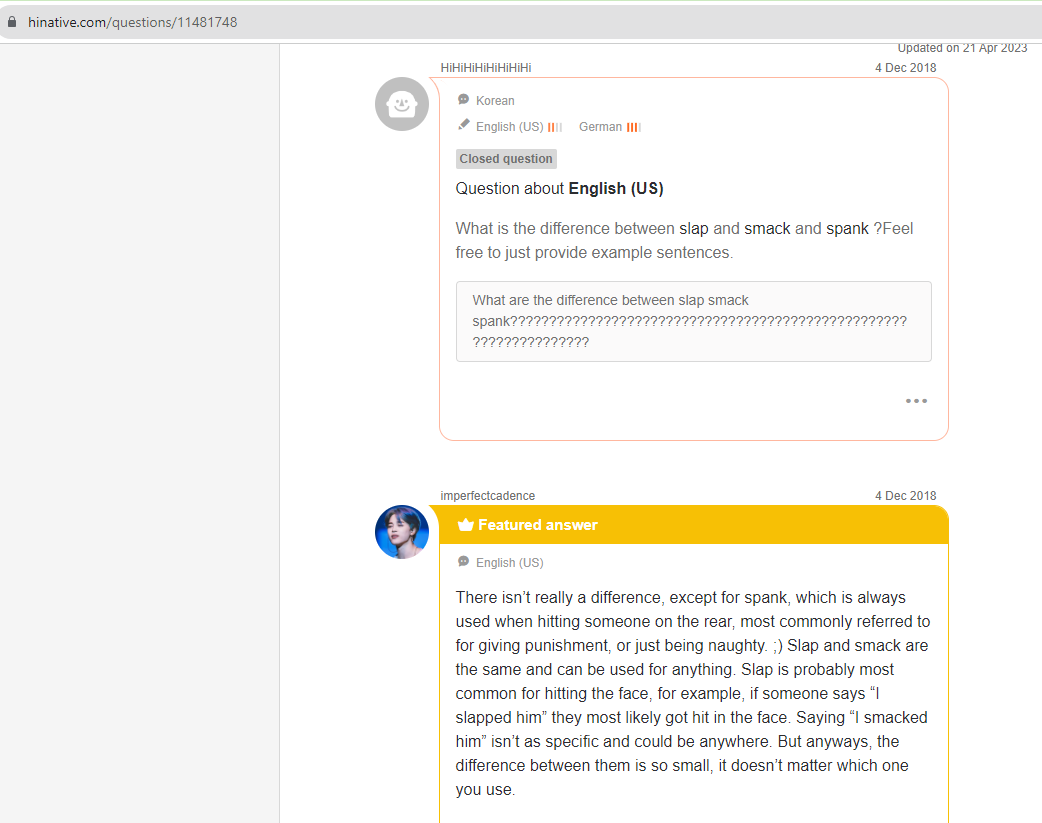 hinative.com/questions/11481748
Updated on 21 Apr 2023
HiHiHiHiHiHiHiHi 4 Dec 2018
Korean
English (US) German
Closed question
Question about English (US)
What is the difference between slap and smack and spank ?Feel
free to just provide example sentences.
What are the difference between slap smack
spank???????????????????????????????????????????????????
???????????????
imperfectcadence 4 Dec 2018
Featured answer
English (US)
There isn’t really a difference, except for spank, which is always
used when hitting someone on the rear, most commonly referred to
for giving punishment, or just being naughty. ;) Slap and smack are
the same and can be used for anything. Slap is probably most
common for hitting the face, for example, if someone says “I
slapped him” they most likely got hit in the face. Saying “I smacked
him” isn’t as specific and could be anywhere. But anyways, the
difference between them is so small, it doesn’t matter which one
you use.